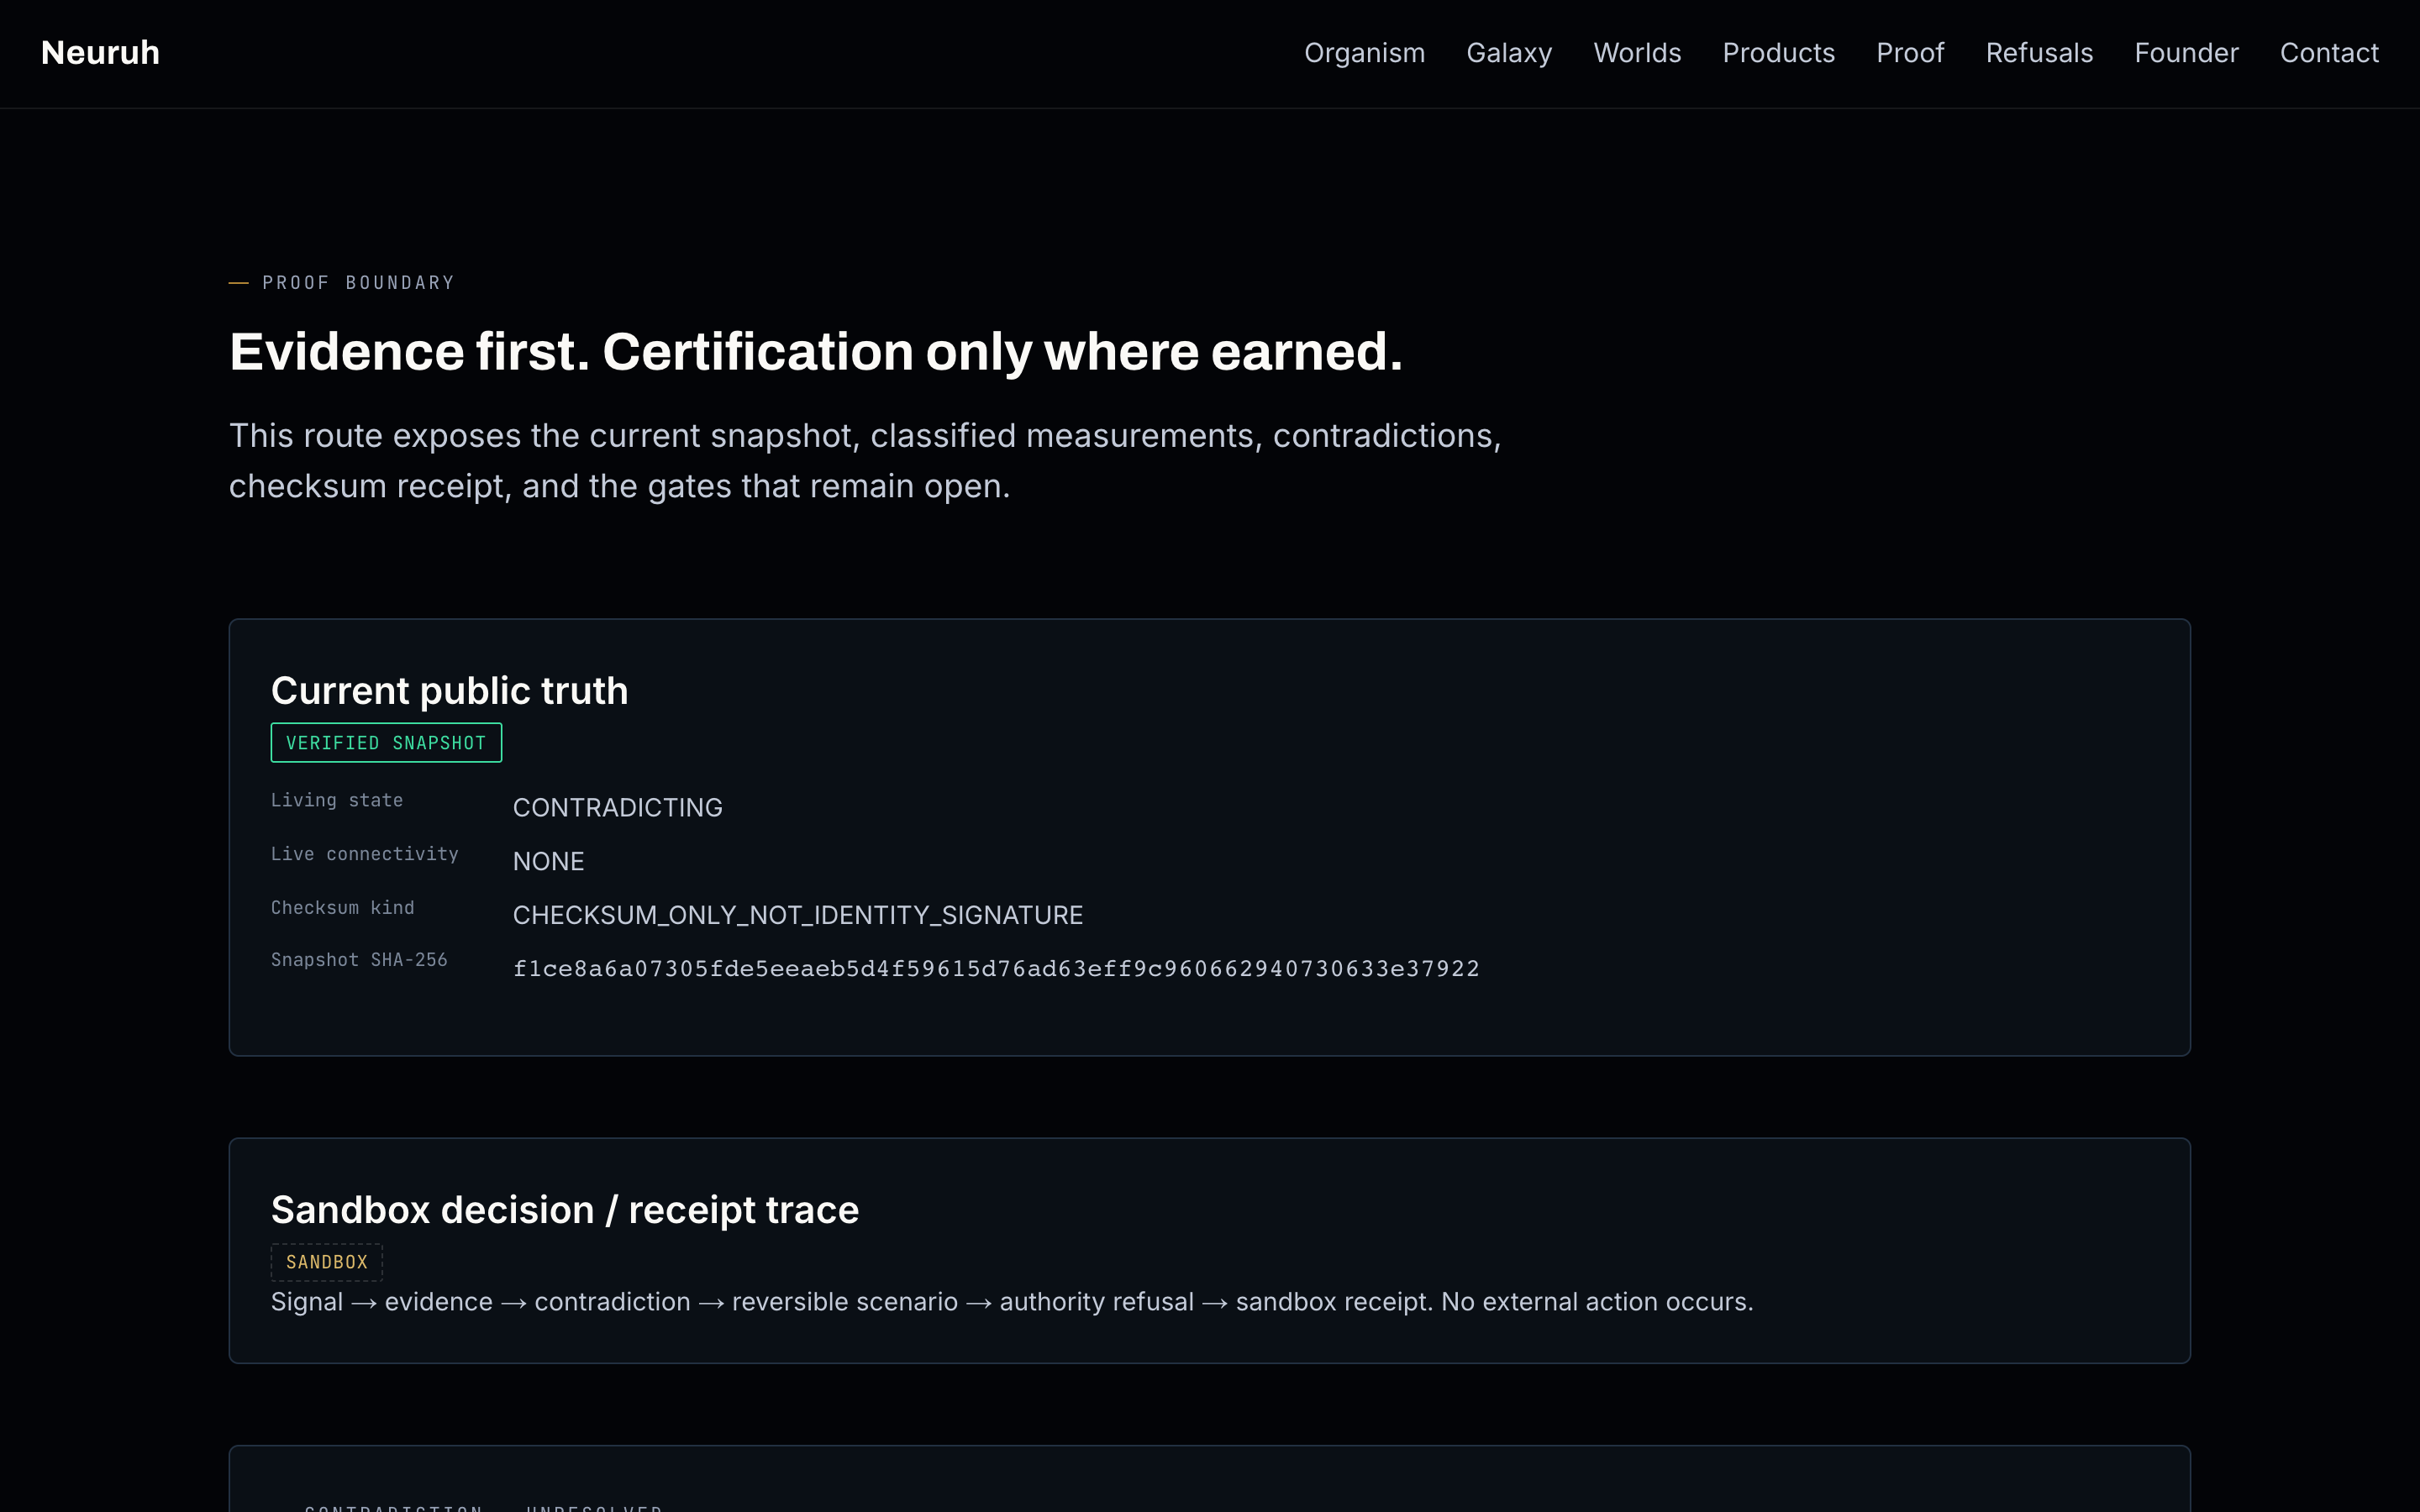 Neuruh
Organism Galaxy Worlds Products Proof Refusals Founder Contact
PROOF BOUNDARY
Evidence first. Certification only where earned.
This route exposes the current snapshot, classified measurements, contradictions,
checksum receipt, and the gates that remain open.
Current public truth
VERIFIED SNAPSHOT
Living state CONTRADICTING
Live connectivity NONE
Checksum kind CHECKSUM_ONLY_NOT_IDENTITY_SIGNATURE
Snapshot SHA-256 f1ce8a6a07305fde5eeaeb5d4f59615d76ad63eff9c960662940730633e37922
Sandbox decision / receipt trace
SANDBOX
Signal → evidence → contradiction → reversible scenario → authority refusal → sandbox receipt. No external action occurs.
CONTRADICTION UNRESOLVED